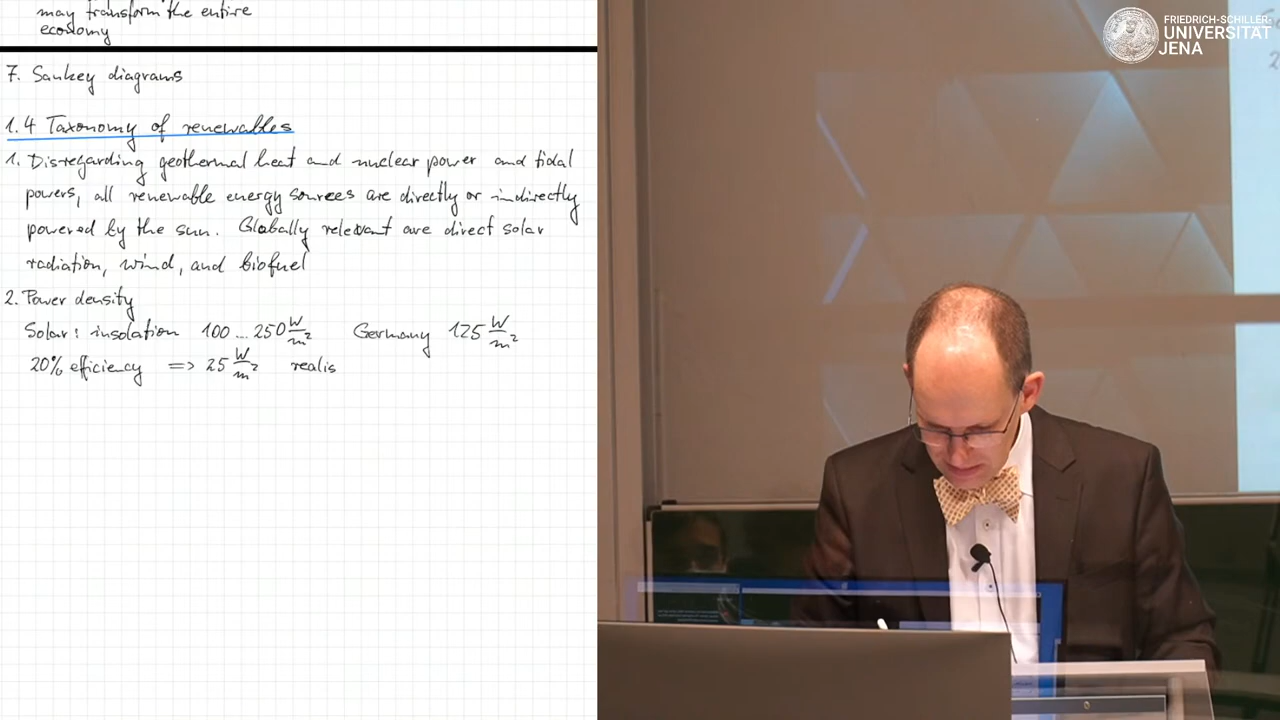 may transform the entire
economy
7. Sankey diagrams
1.4 Taxonomy of renewables
1. Disregarding geothermal heat and nuclear power and tidal
powers, all renewable energy sources are directly or indirectly
powered by the sun. Globally relevant are direct solar
radiation, wind, and biofuel
2. Power density
Solar: insolation 100 ... 250 W/m² Germany 125 W/m²
20% efficiency => 25 W/m² realis
FRIEDRICH-SCHILLER-
UNIVERSITÄT
JENA